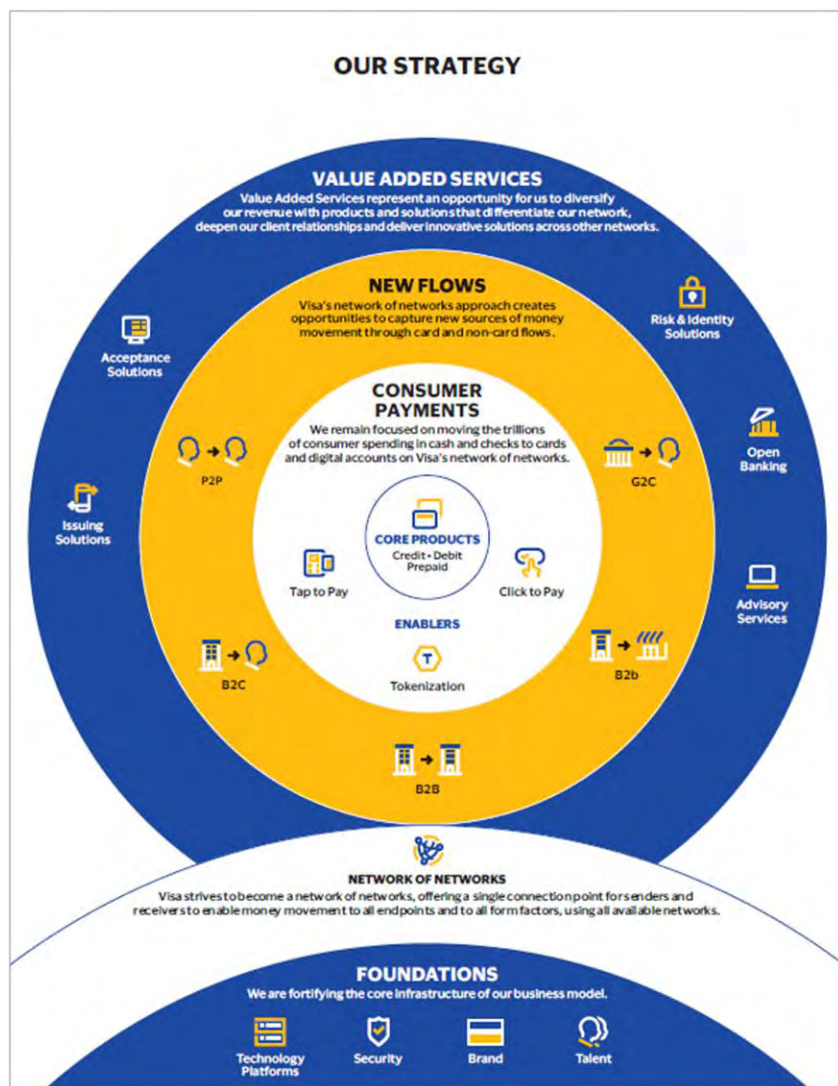 OUR STRATEGY
VALUE ADDED SERVICES
Value Added Services represent an opportunity for us to diversify
our revenue with products and solutions that differentiate our network,
deepen our client relationships and deliver innovative solutions across other networks.
NEW FLOWS
Visa's network of networks approach creates
opportunities to capture new sources of money
movement through card and non-card flows.
Risk & Identity
Solutions
Acceptance
Solutions
CONSUMER
PAYMENTS
We remain focused on moving the trillions
of consumer spending in cash and checks to cards
and digital accounts on Visa's network of networks.
P2P
G2C
Open
Banking
Issuing
Solutions
CORE PRODUCTS
Credit • Debit
Prepaid
Tap to Pay
Click to Pay
Advisory
Services
ENABLERS
T
Tokenization
B2C
B2b
B2B
NETWORK OF NETWORKS
Visa strives to become a network of networks, offering a single connection point for senders and
receivers to enable money movement to all endpoints and to all form factors, using all available networks.
FOUNDATIONS
We are fortifying the core infrastructure of our business model.
Technology
Platforms
Security
Brand
Talent